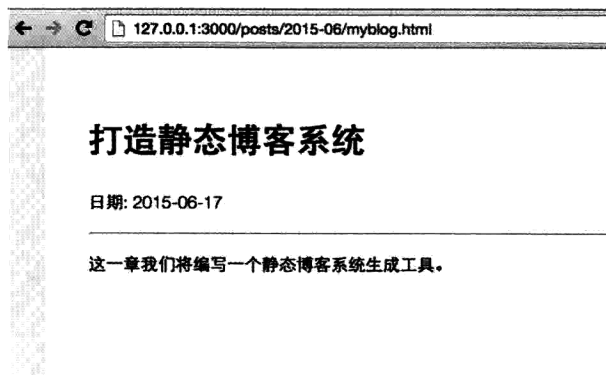 127.0.0.1:3000/posts/2015-06/myblog.html
打造静态博客系统
日期: 2015-06-17
这一章我们将编写一个静态博客系统生成工具。